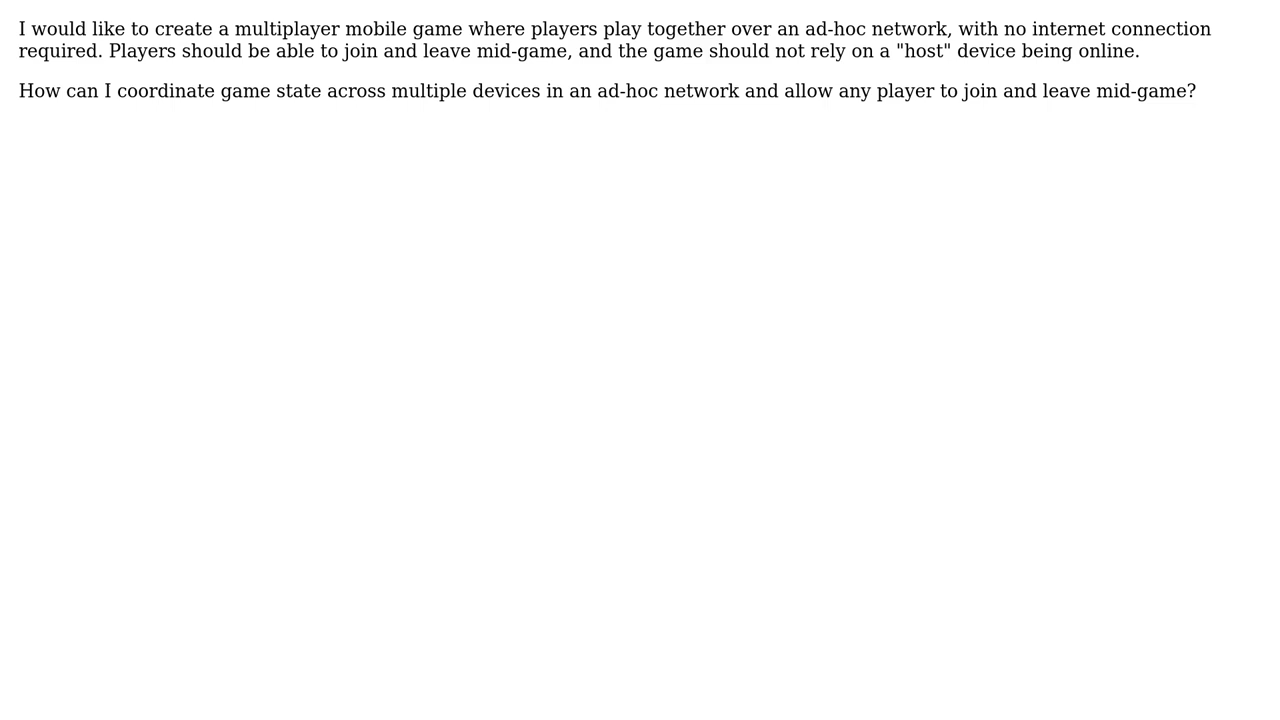 I would like to create a multiplayer mobile game where players play together over an ad-hoc network, with no internet connection
required. Players should be able to join and leave mid-game, and the game should not rely on a "host" device being online.
How can I coordinate game state across multiple devices in an ad-hoc network and allow any player to join and leave mid-game?